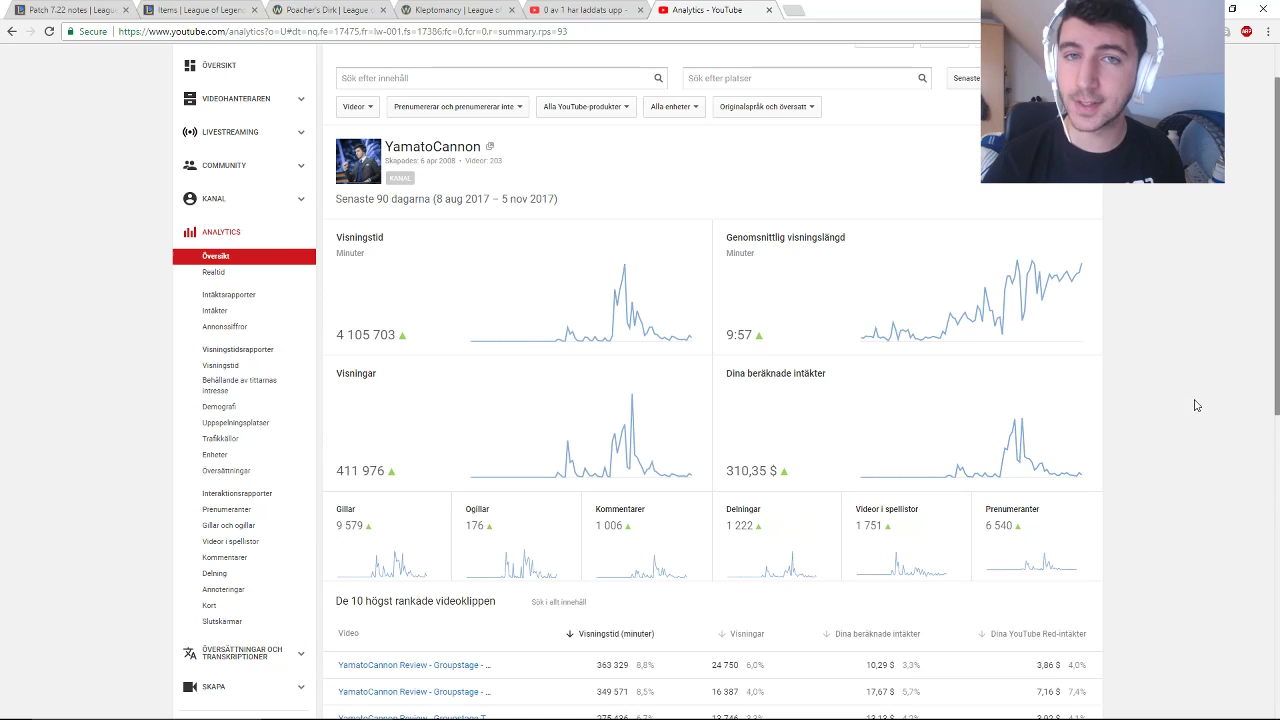 Patch 7.22 notes | Leagu
Items | League of Legen
Poacher's Dirk | League
Kleptomancy | League o
0 av 1 har laddats upp -
Analytics - YouTube
Secure
https://www.youtube.com/analytics?o=U#dt=nq,fe=17475,fr=lw-001,fs=17386;fc=0,fcr=0,r=summary,rps=93
ABP
ÖVERSIKT
VIDEOHANTERAREN
LIVESTREAMING
COMMUNITY
KANAL
ANALYTICS
Översikt
Realtid
Intäktsrapporter
Intäkter
Annonssiffror
Visningstidsrapporter
Visningstid
Behållande av tittarnas
intresse
Demografi
Uppspelningsplatser
Trafikkällor
Enheter
Översättningar
Interaktionsrapporter
Prenumeranter
Gillar och ogillar
Videor i spellistor
Kommentarer
Delning
Annoteringar
Kort
Slutskärmar
ÖVERSÄTTNINGAR OCH
TRANSKRIPTIONER
SKAPA
Sök efter innehåll
Sök efter platser
Senaste
Videor
Prenumererar och prenumererar inte
Alla YouTube-produkter
Alla enheter
Originalspråk och översätt
YamatoCannon
Skapades: 6 apr 2008 • Videor: 203
KANAL
Senaste 90 dagarna (8 aug 2017 – 5 nov 2017)
Visningstid
Minuter
4 105 703
Genomsnittlig visningslängd
Minuter
9:57
Visningar
411 976
Dina beräknade intäkter
310,35 $
Gillar
9 579
Ogillar
176
Kommentarer
1 006
Delningar
1 222
Videor i spellistor
1 751
Prenumeranter
6 540
De 10 högst rankade videoklippen
Sök i allt innehåll
Video
Visningstid (minuter)
Visningar
Dina beräknade intäkter
Dina YouTube Red-intäkter
YamatoCannon Review - Groupstage - ... 363 329 8,8% 24 750 6,0% 10,29 $ 3,3% 3,86 $ 4,0%
YamatoCannon Review - Groupstage - ... 349 571 8,5% 16 387 4,0% 17,67 $ 5,7% 7,16 $ 7,4%
YamatoCannon Review - Groupstage